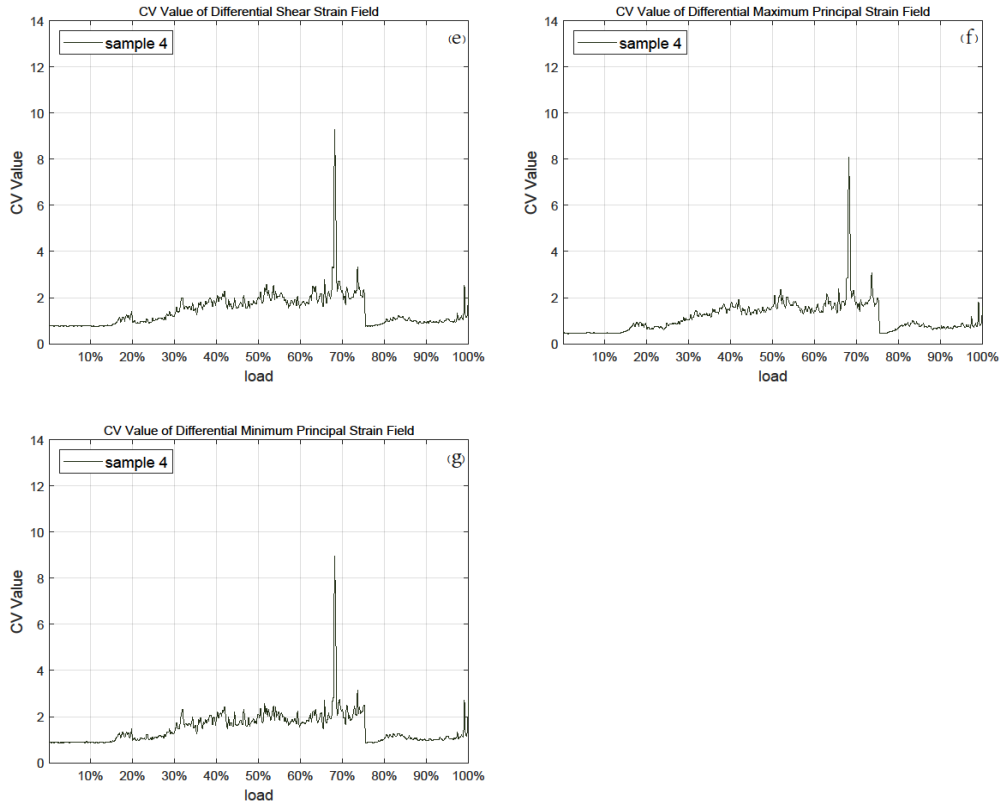 CV Value of Differential Shear Strain Field
(e)
sample 4
14
12
10
8
6
4
2
0
CV Value
10% 20% 30% 40% 50% 60% 70% 80% 90% 100%
load
CV Value of Differential Maximum Principal Strain Field
(f)
sample 4
14
12
10
8
6
4
2
0
CV Value
10% 20% 30% 40% 50% 60% 70% 80% 90% 100%
load
CV Value of Differential Minimum Principal Strain Field
(g)
sample 4
14
12
10
8
6
4
2
0
CV Value
10% 20% 30% 40% 50% 60% 70% 80% 90% 100%
load